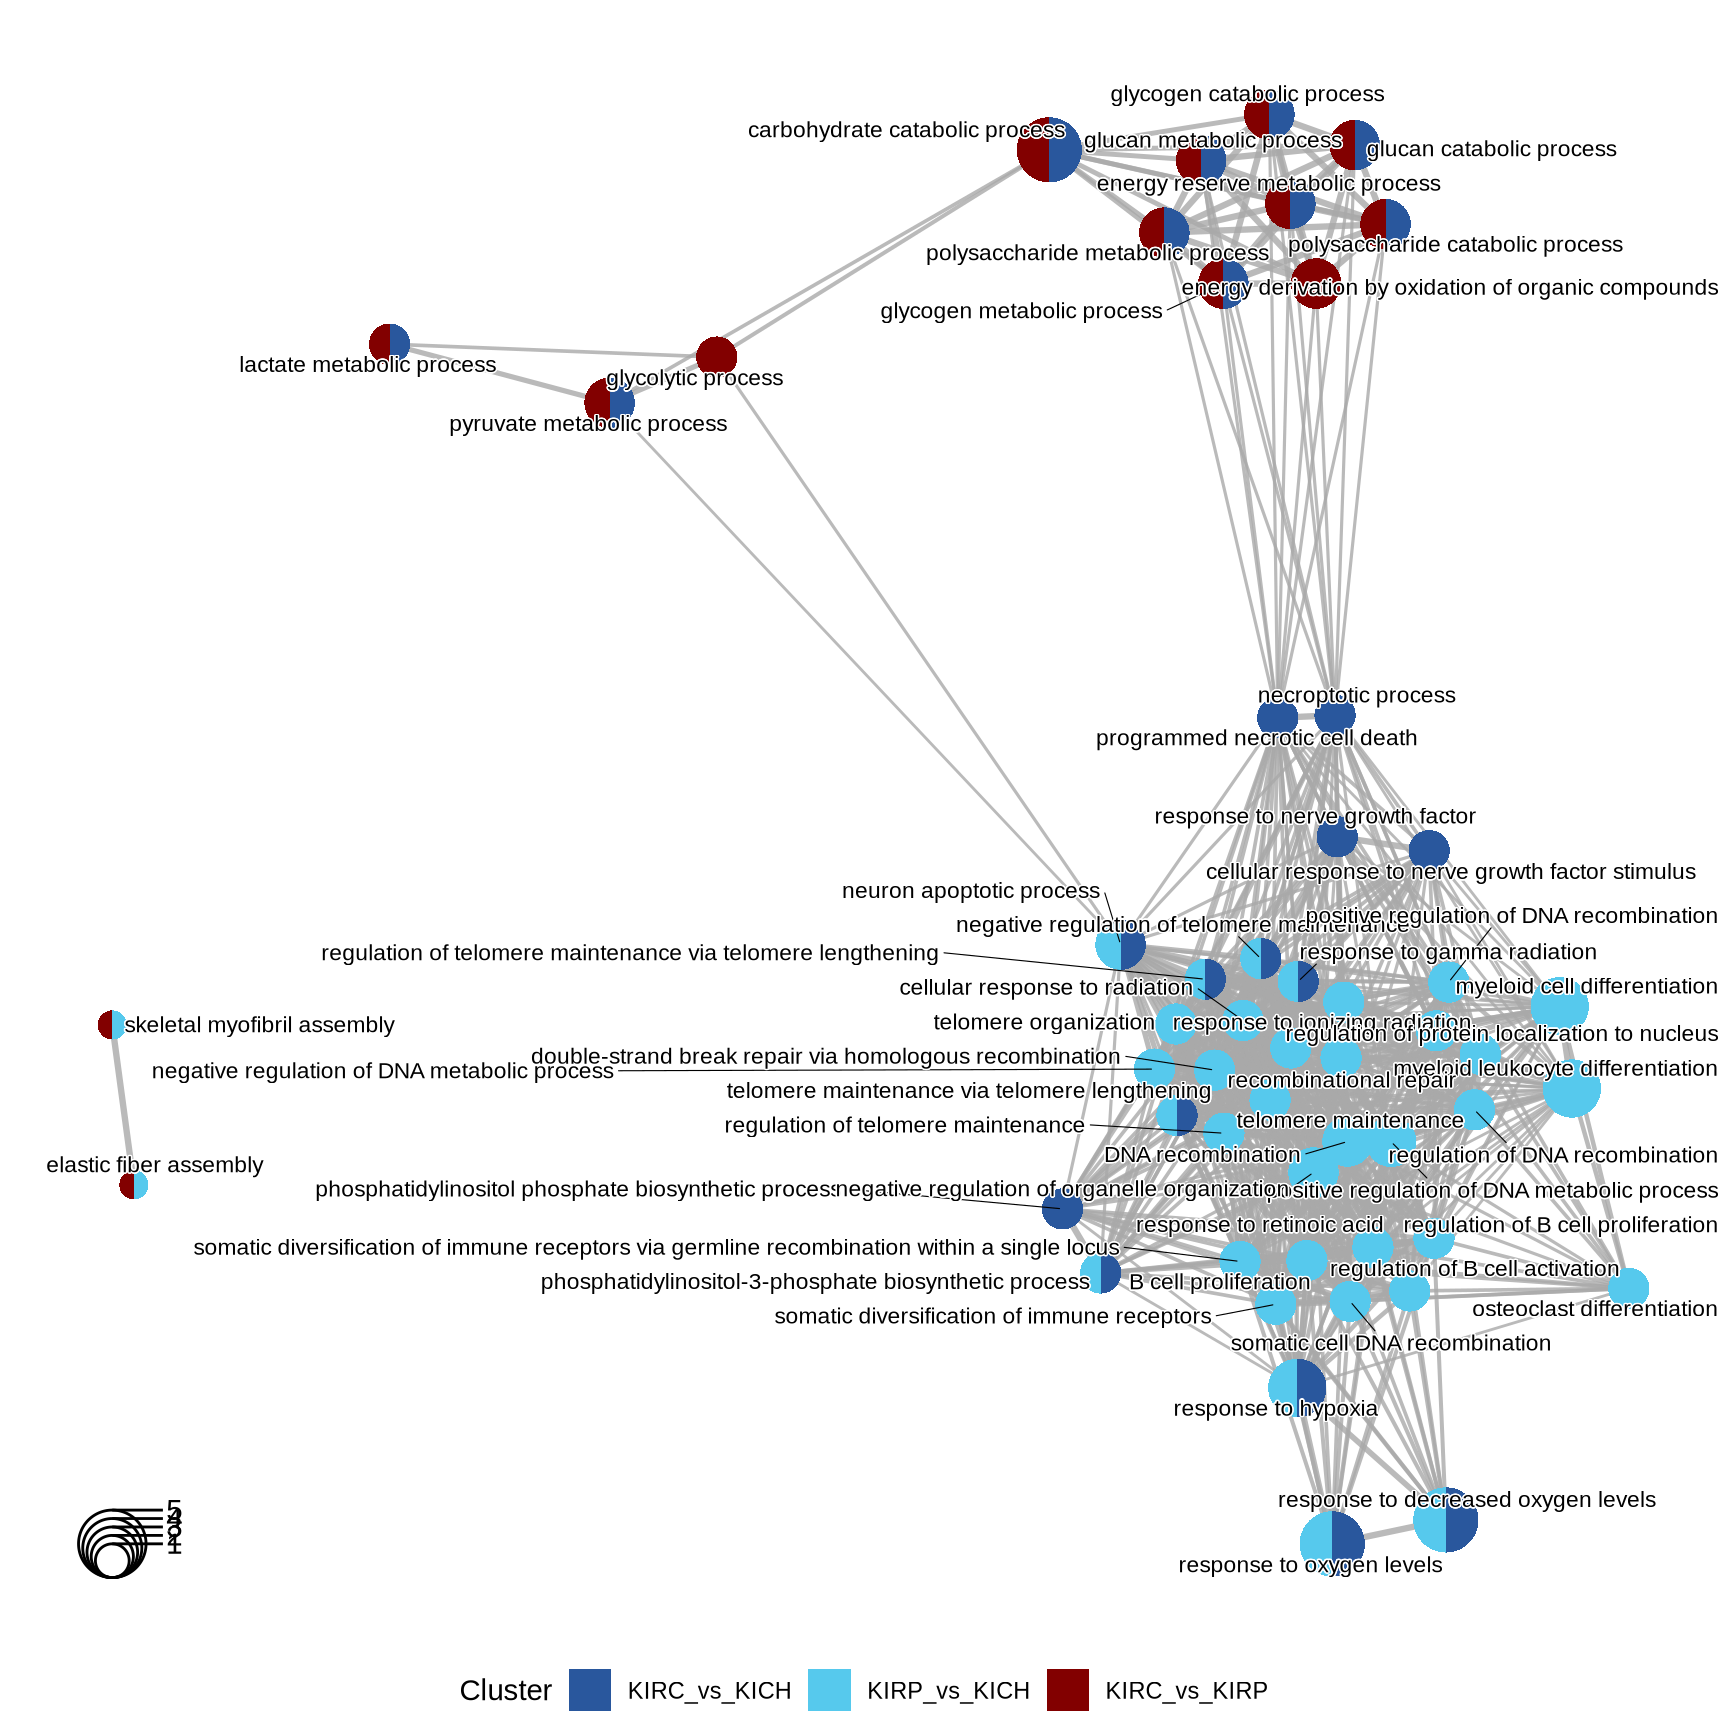 glycogen catabolic process
carbohydrate catabolic process
glucan metabolic process
glucan catabolic process
energy reserve metabolic process
polysaccharide catabolic process
polysaccharide metabolic process
energy derivation by oxidation of organic compounds
glycogen metabolic process
lactate metabolic process
glycolytic process
pyruvate metabolic process
necroptotic process
programmed necrotic cell death
response to nerve growth factor
cellular response to nerve growth factor stimulus
neuron apoptotic process
positive regulation of DNA recombination
negative regulation of telomere maintenance
regulation of telomere maintenance via telomere lengthening
response to gamma radiation
cellular response to radiation
myeloid cell differentiation
telomere organization
response to ionizing radiation
skeletal myofibril assembly
regulation of protein localization to nucleus
double-strand break repair via homologous recombination
negative regulation of DNA metabolic process
myeloid leukocyte differentiation
recombinational repair
telomere maintenance via telomere lengthening
telomere maintenance
regulation of telomere maintenance
DNA recombination
regulation of DNA recombination
elastic fiber assembly
phosphatidylinositol phosphate biosynthetic process
negative regulation of organelle organization
positive regulation of DNA metabolic process
response to retinoic acid
regulation of B cell proliferation
somatic diversification of immune receptors via germline recombination within a single locus
regulation of B cell activation
phosphatidylinositol-3-phosphate biosynthetic process
B cell proliferation
osteoclast differentiation
somatic diversification of immune receptors
somatic cell DNA recombination
response to hypoxia
response to decreased oxygen levels
response to oxygen levels
5
4
3
2
1
Cluster
KIRC_vs_KICH
KIRP_vs_KICH
KIRC_vs_KIRP